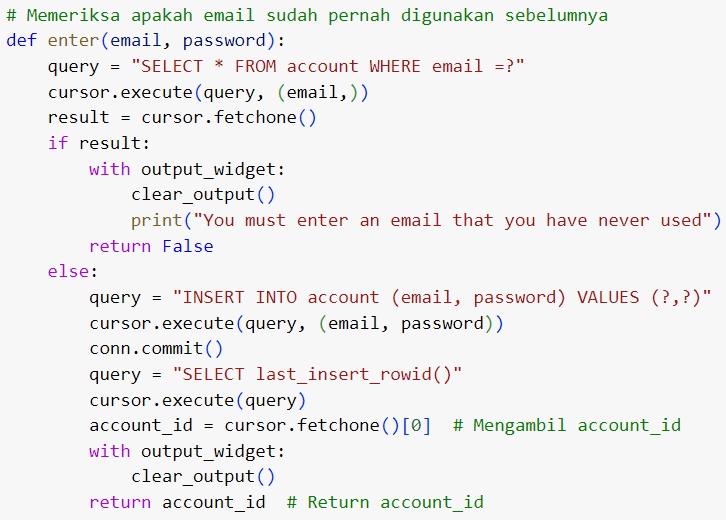 # Memeriksa apakah email sudah pernah digunakan sebelumnya
def enter(email, password):
    query = "SELECT * FROM account WHERE email =?"
    cursor.execute(query, (email,))
    result = cursor.fetchone()
    if result:
        with output_widget:
            clear_output()
            print("You must enter an email that you have never used")
        return False
    else:
        query = "INSERT INTO account (email, password) VALUES (?,?)"
        cursor.execute(query, (email, password))
        conn.commit()
        query = "SELECT last_insert_rowid()"
        cursor.execute(query)
        account_id = cursor.fetchone()[0]  # Mengambil account_id
        with output_widget:
            clear_output()
        return account_id  # Return account_id